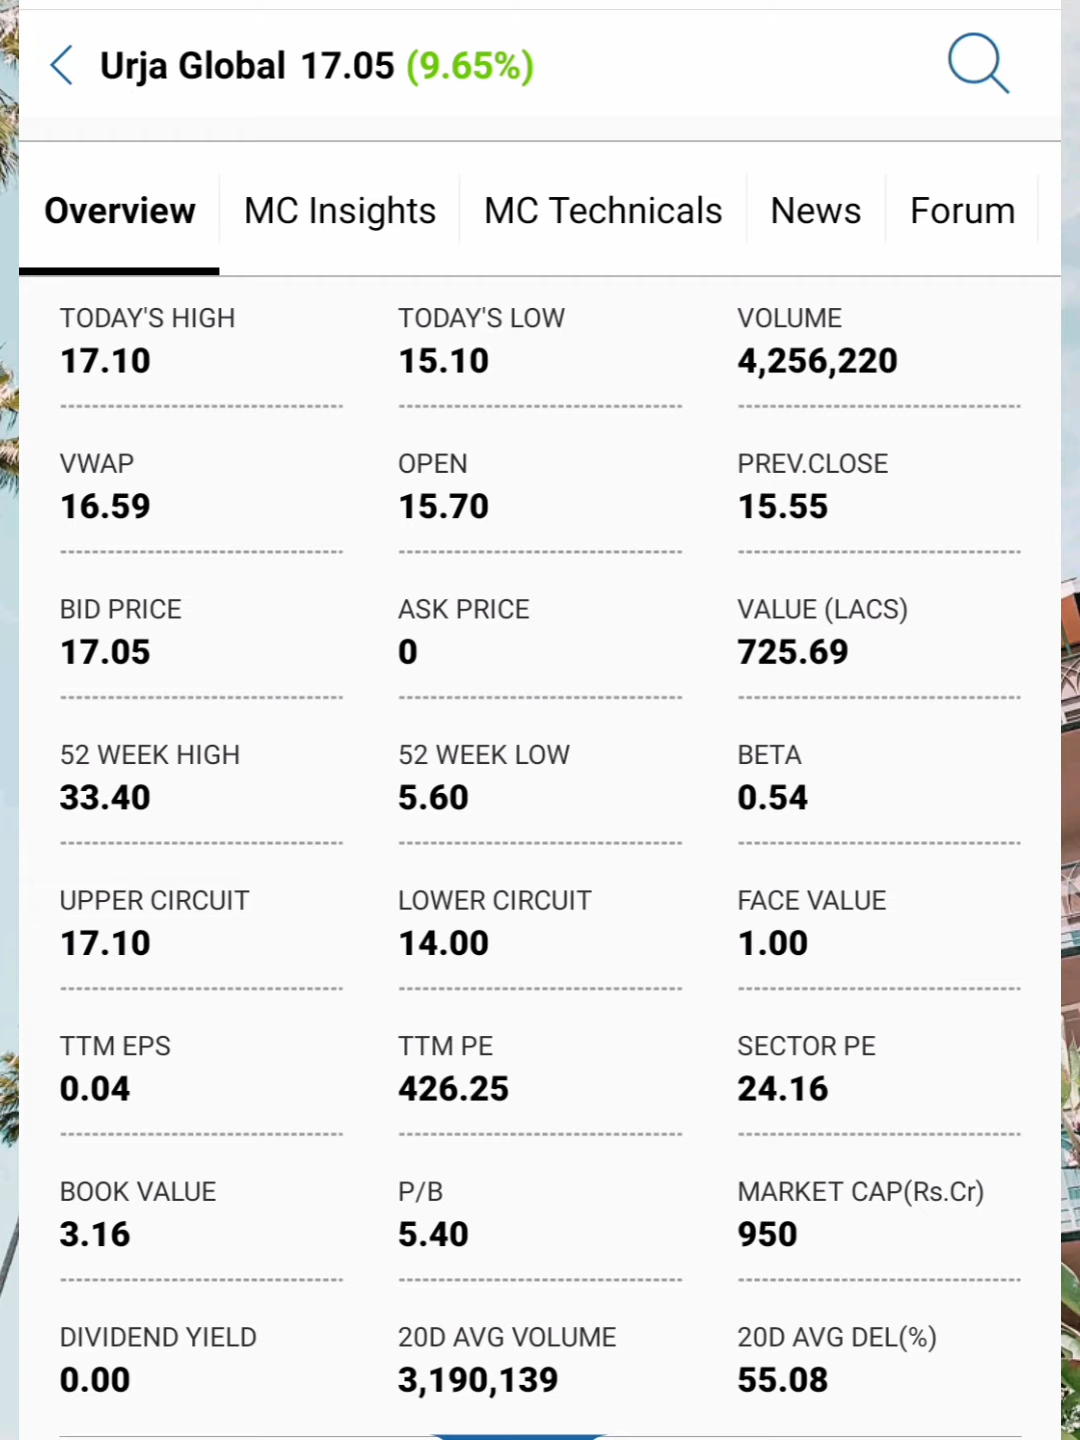 Urja Global 17.05 (9.65%)
Overview MC Insights MC Technicals News Forum
TODAY'S HIGH TODAY'S LOW VOLUME
17.10 15.10 4,256,220
VWAP OPEN PREV.CLOSE
16.59 15.70 15.55
BID PRICE ASK PRICE VALUE (LACS)
17.05 0 725.69
52 WEEK HIGH 52 WEEK LOW BETA
33.40 5.60 0.54
UPPER CIRCUIT LOWER CIRCUIT FACE VALUE
17.10 14.00 1.00
TTM EPS TTM PE SECTOR PE
0.04 426.25 24.16
BOOK VALUE P/B MARKET CAP(Rs.Cr)
3.16 5.40 950
DIVIDEND YIELD 20D AVG VOLUME 20D AVG DEL(%)
0.00 3,190,139 55.08